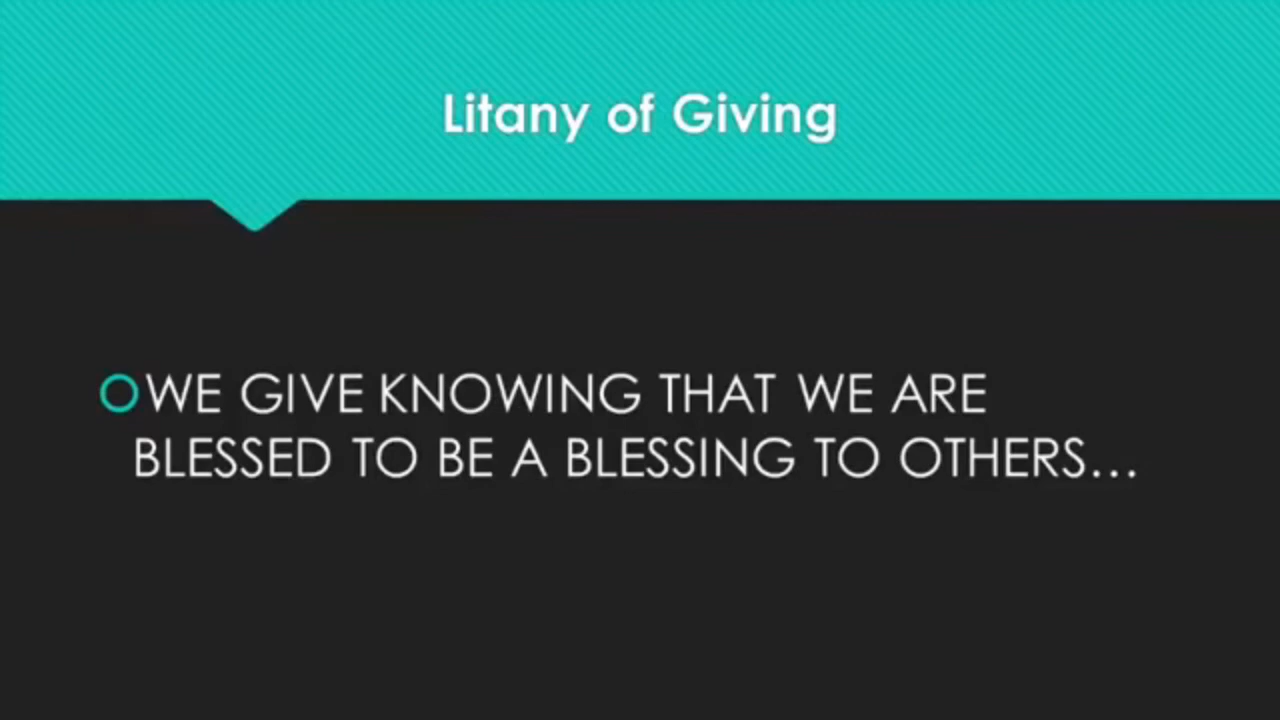 Litany of Giving
WE GIVE KNOWING THAT WE ARE
BLESSED TO BE A BLESSING TO OTHERS…